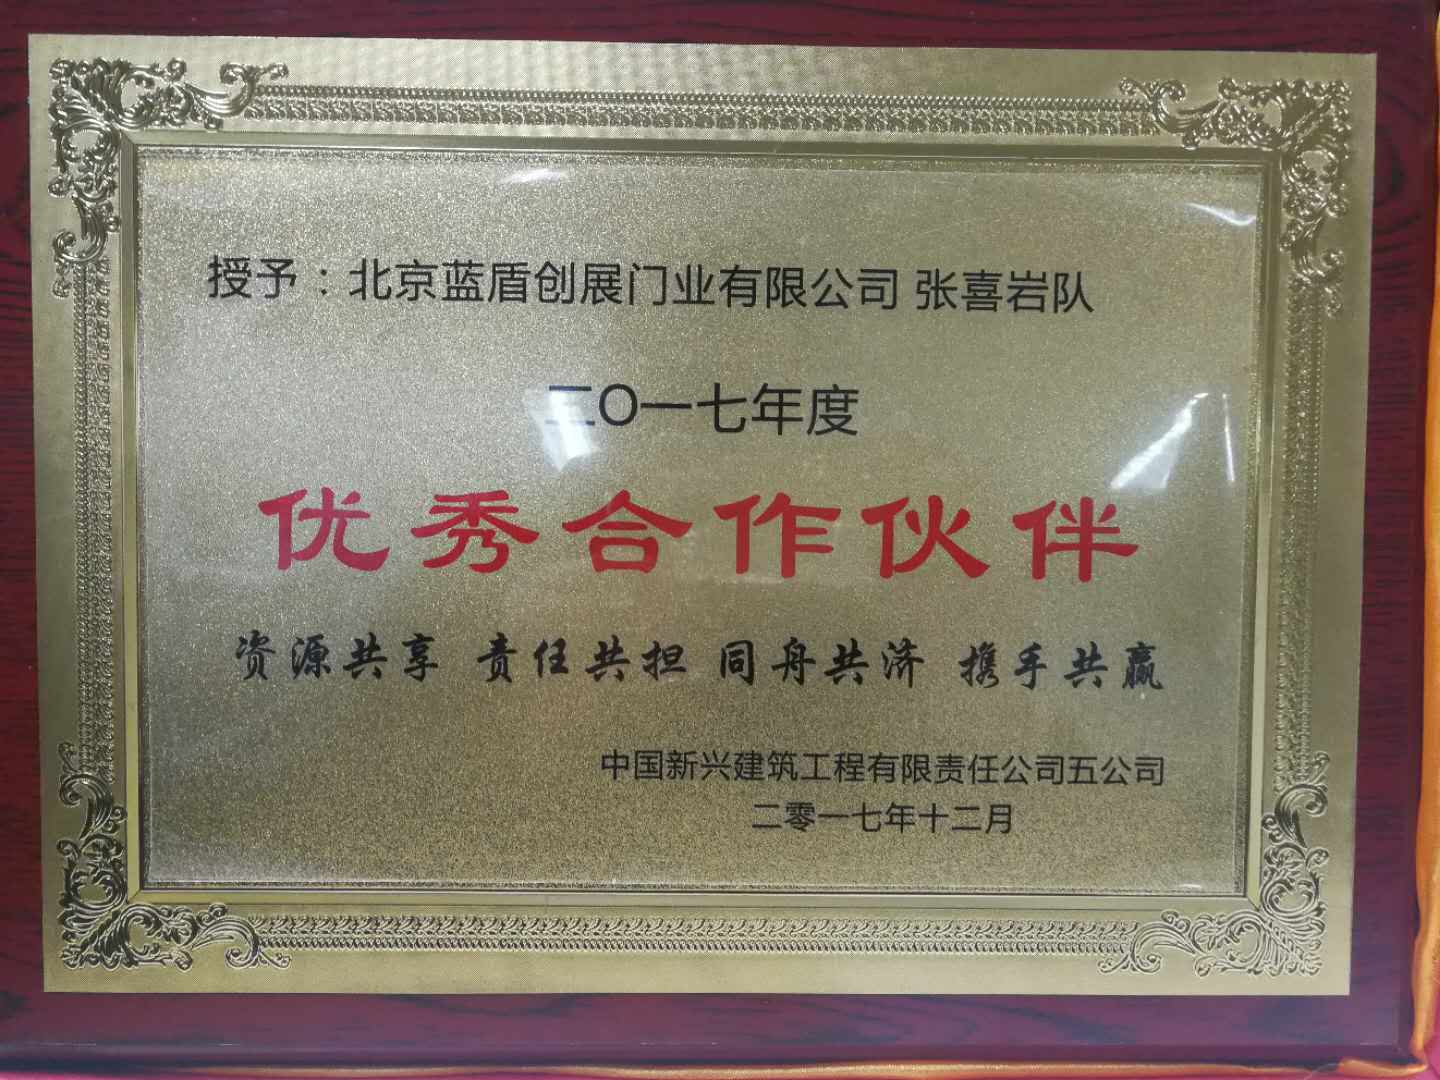 授予：北京蓝盾创展门业有限公司 张喜岩队
二〇一七年度
优秀合作伙伴
资源共享 责任共担 同舟共济 携手共赢
中国新兴建筑工程有限责任公司五公司
二零一七年十二月